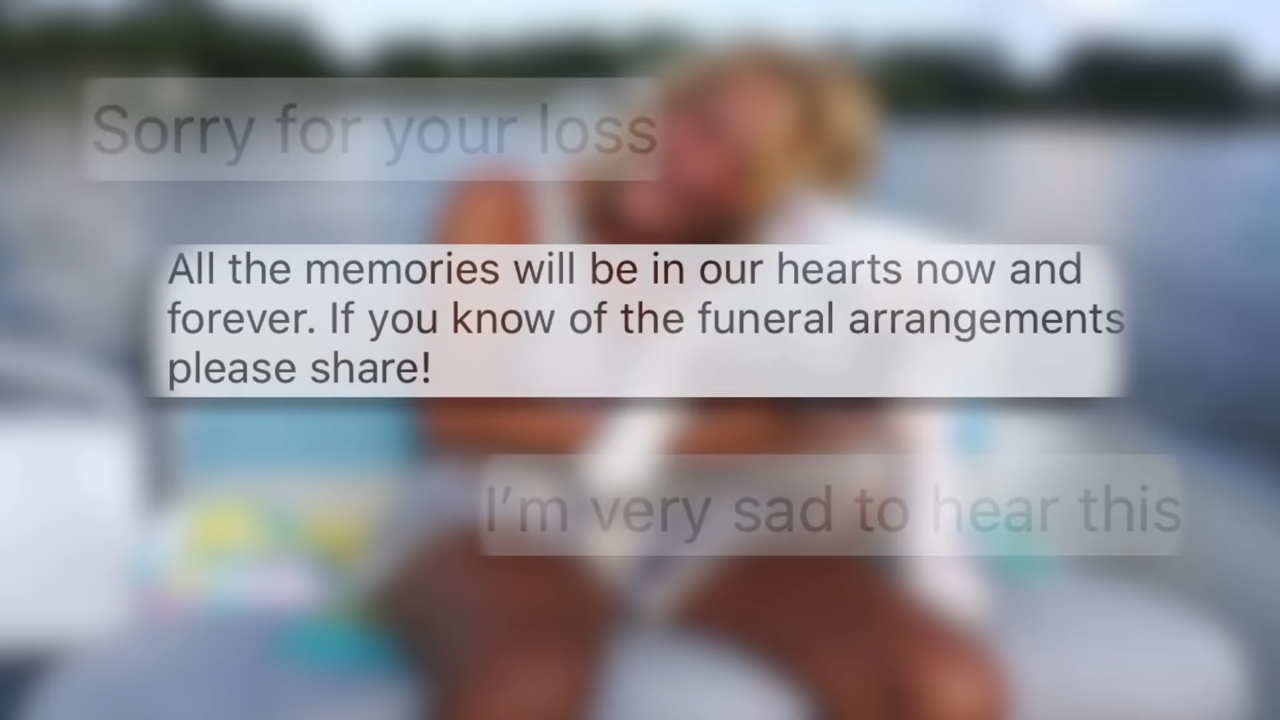 Sorry for your loss
All the memories will be in our hearts now and
forever. If you know of the funeral arrangements
please share!
I’m very sad to hear this